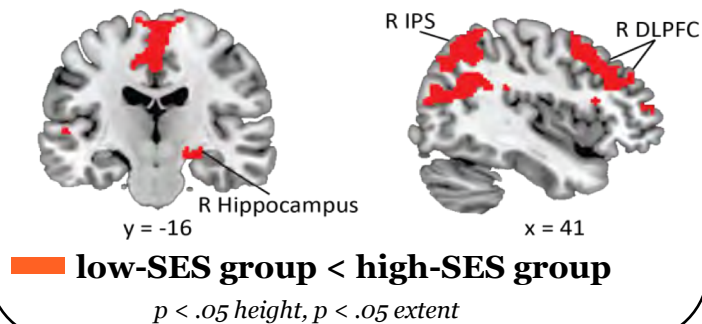 R IPS
R DLPFC
R Hippocampus
y = -16
x = 41
low-SES group < high-SES group
p < .05 height, p < .05 extent